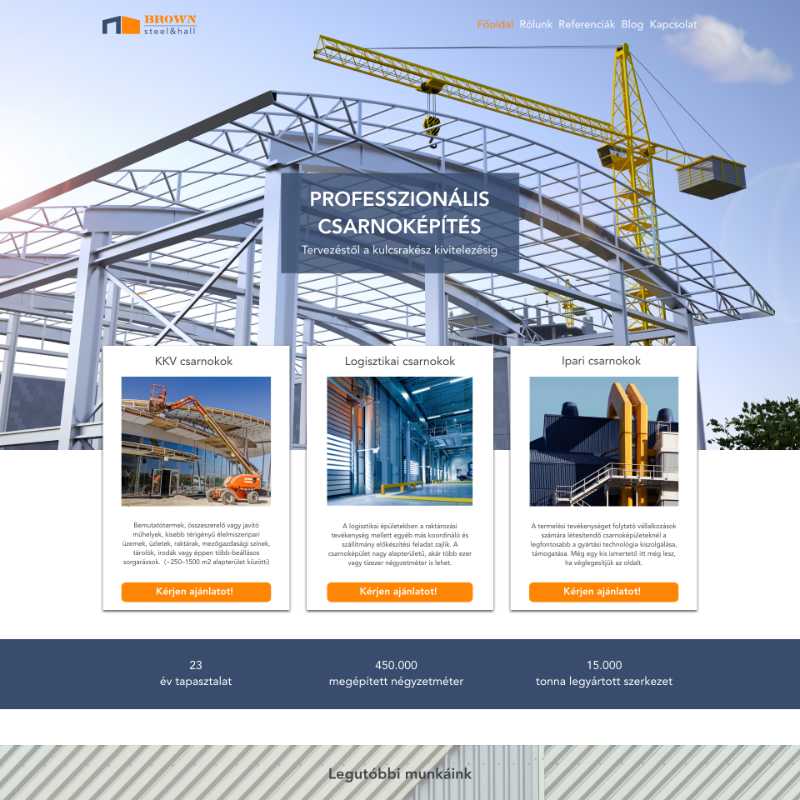 BROWN
steel&hall
Főoldal Rólunk Referenciák Blog Kapcsolat
PROFESSZIONÁLIS
CSARNOKÉPÍTÉS
Tervezéstől a kulcsrakész kivitelezésig
KKV csarnokok
Bemutatótermek, összeszerelő vagy javító
műhelyek, kisebb térigényű élelmiszeripari
üzemek, üzletek, raktárak, mezőgazdasági színek,
tárolók, irodák vagy éppen több-beállásos
sorgarázsok. (~250-1500 m2 alapterület között)
Kérjen ajánlatot!
Logisztikai csarnokok
A logisztikai épületekben a raktározási
tevékenység mellett egyéb más koordináló és
szállítmány előkészítési feladat zajlik. A
csarnoképület nagy alapterületű, akár több ezer
vagy tízezer négyzetméter is lehet.
Kérjen ajánlatot!
Ipari csarnokok
A termelési tevékenységet folytató vállalkozások
számára létesítendő csarnoképületeknél a
legfontosabb a gyártási technológia kiszolgálása,
támogatása. Még egy kis ismertető itt még lesz,
ha véglegesítjük az oldalt.
Kérjen ajánlatot!
23
év tapasztalat
450.000
megépített négyzetméter
15.000
tonna legyártott szerkezet
Legutóbbi munkáink